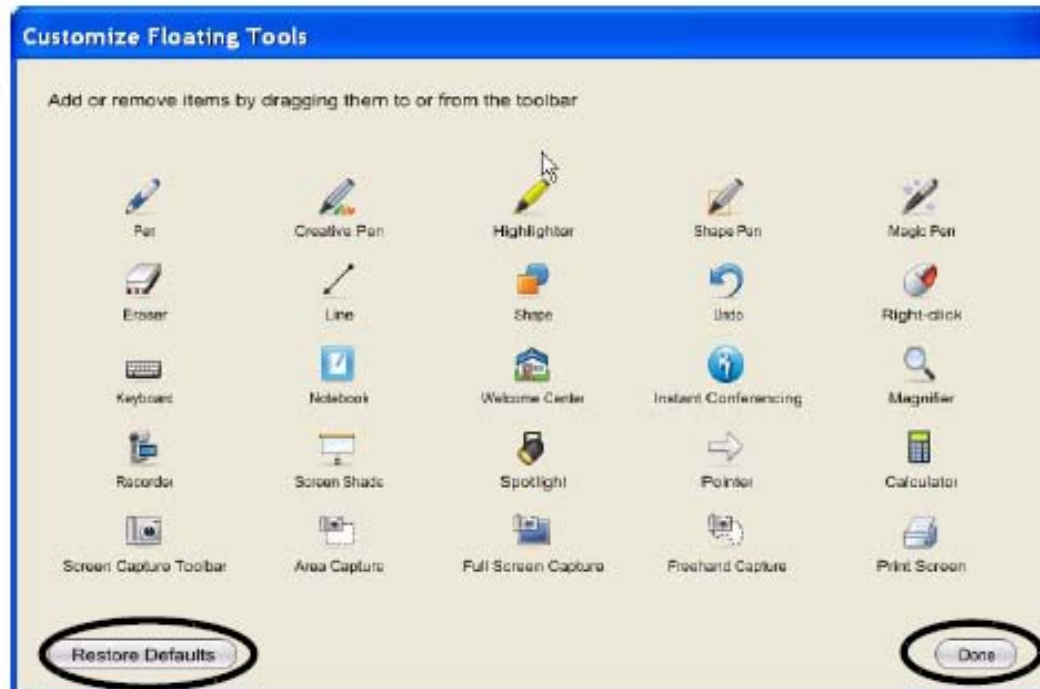 Customize Floating Tools
Add or remove items by dragging them to or from the toolbar
Pen Creative Pen Highlighter Shape Pen Magic Pen
Eraser Line Shape Undo Right-click
Keyboard Notebook Welcome Center Instant Conferencing Magnifier
Recorder Screen Shade Spotlight Pointer Calculator
Screen Capture Toolbar Area Capture Full Screen Capture Freehand Capture Print Screen
Restore Defaults Done